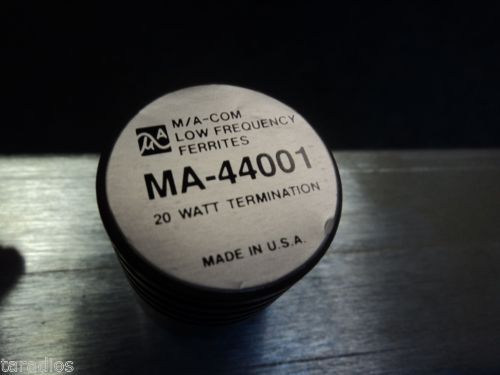 M/A-COM
LOW FREQUENCY
FERRITES
MA-44001
20 WATT TERMINATION
MADE IN U.S.A.
taradios